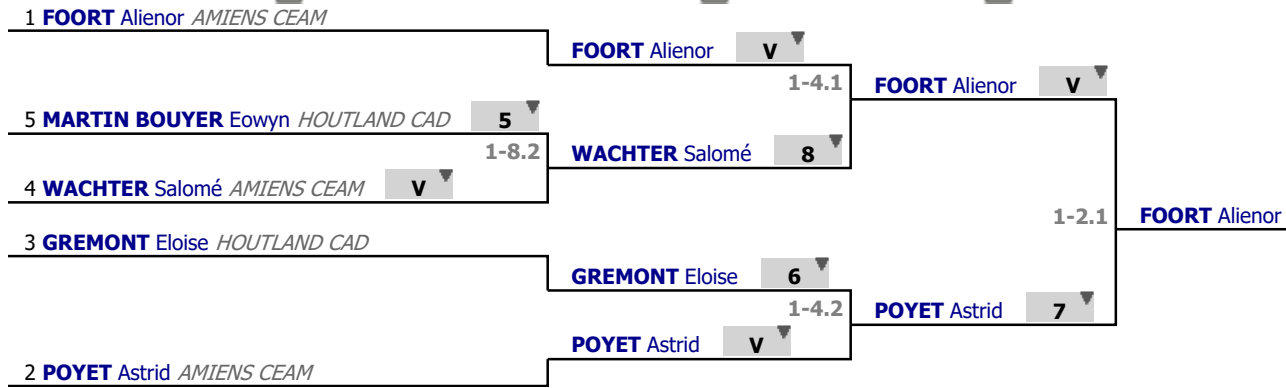 1 FOORT Alienor AMIENS CEAM
FOORT Alienor V
1-4.1
FOORT Alienor V
5 MARTIN BOUYER Eowyn HOUTLAND CAD 5
1-8.2
WACHTER Salomé 8
4 WACHTER Salomé AMIENS CEAM V
1-2.1
FOORT Alienor
3 GREMONT Eloise HOUTLAND CAD
GREMONT Eloise 6
1-4.2
POYET Astrid 7
POYET Astrid V
2 POYET Astrid AMIENS CEAM